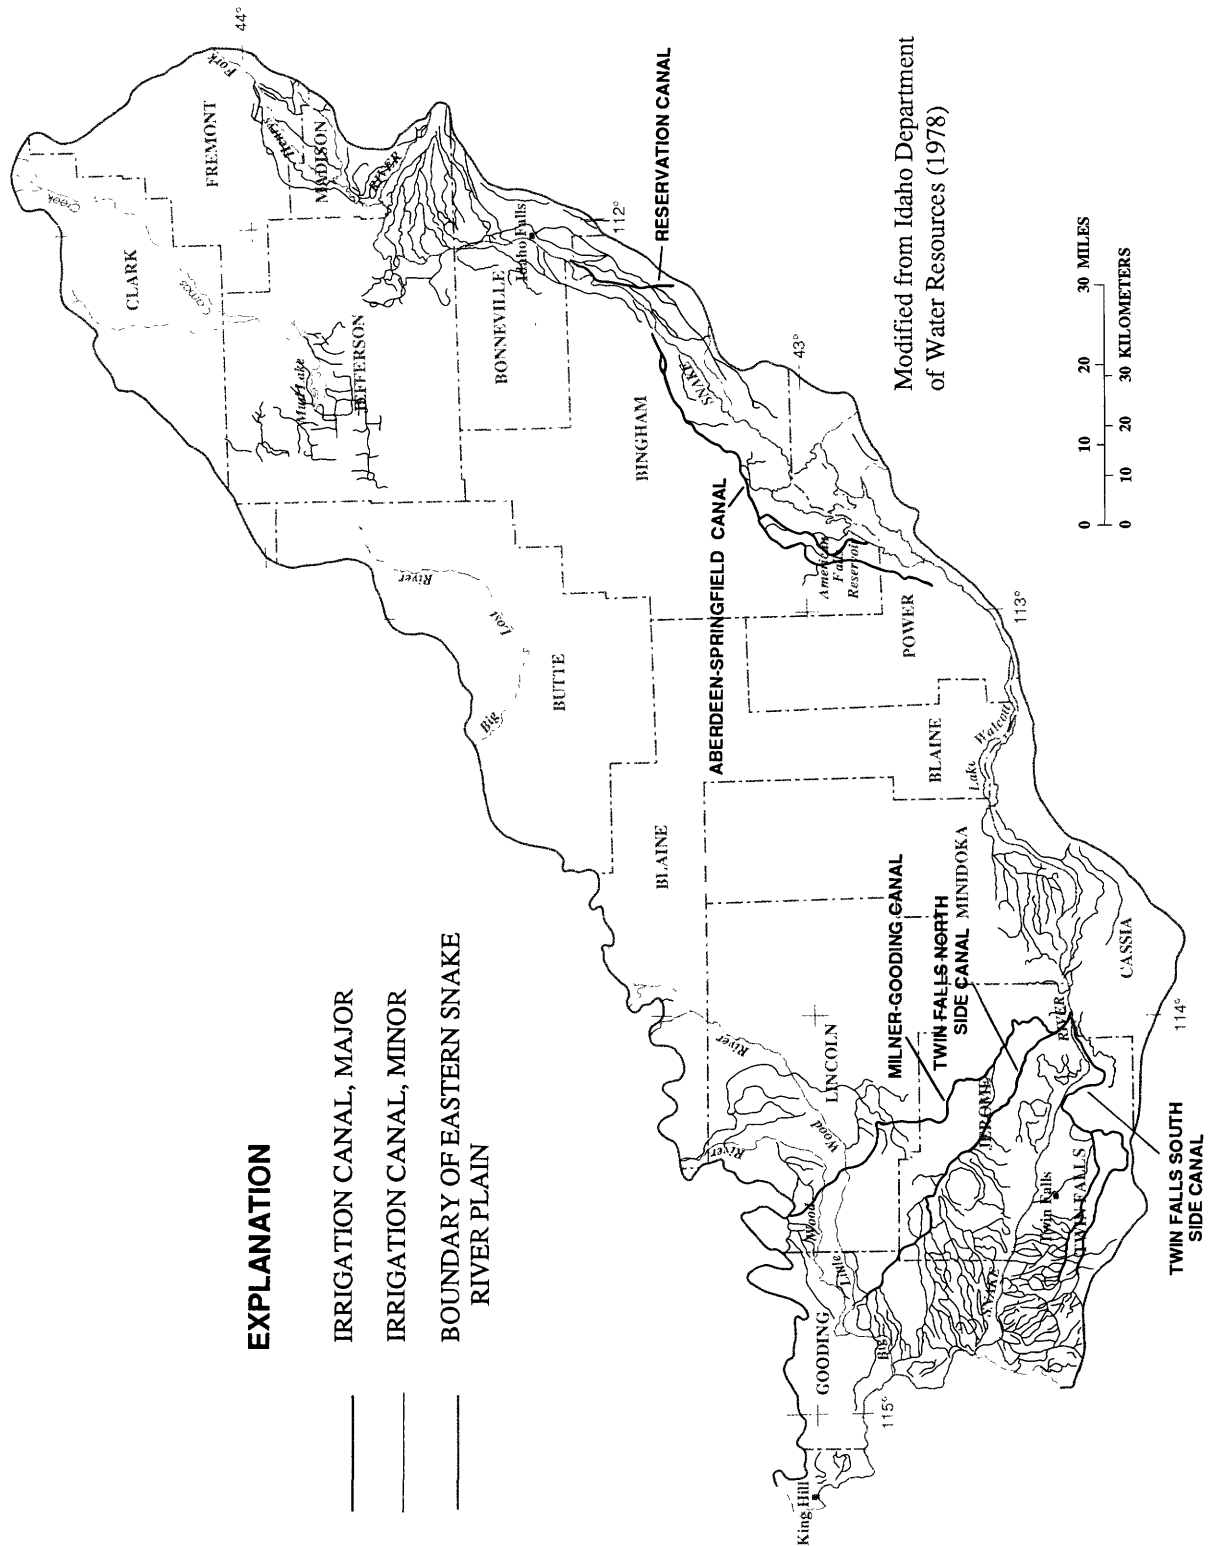 EXPLANATION
IRRIGATION CANAL, MAJOR
IRRIGATION CANAL, MINOR
BOUNDARY OF EASTERN SNAKE
RIVER PLAIN
44°
Fork
FREMONT
Henrys
MADISON
RIVER
Creek
CLARK
Camas
Mud Lake
JEFFERSON
Idaho Falls
BONNEVILLE
112°
RESERVATION CANAL
BINGHAM
SNAKE
43°
ABERDEEN-SPRINGFIELD CANAL
American
Falls
Reservoir
POWER
113°
River
Lost
Big
BUTTE
BLAINE
BLAINE
Lake
Walcott
MINIDOKA
CASSIA
MILNER-GOODING CANAL
TWIN FALLS NORTH
SIDE CANAL
RIVER
114°
River
LINCOLN
Wood
River
Wood
Little
JEROME
Twin Falls
TWIN FALLS
TWIN FALLS SOUTH
SIDE CANAL
SNAKE
GOODING
Big
115°
King Hill
Modified from Idaho Department
of Water Resources (1978)
0 10 20 30 MILES
0 10 20 30 KILOMETERS